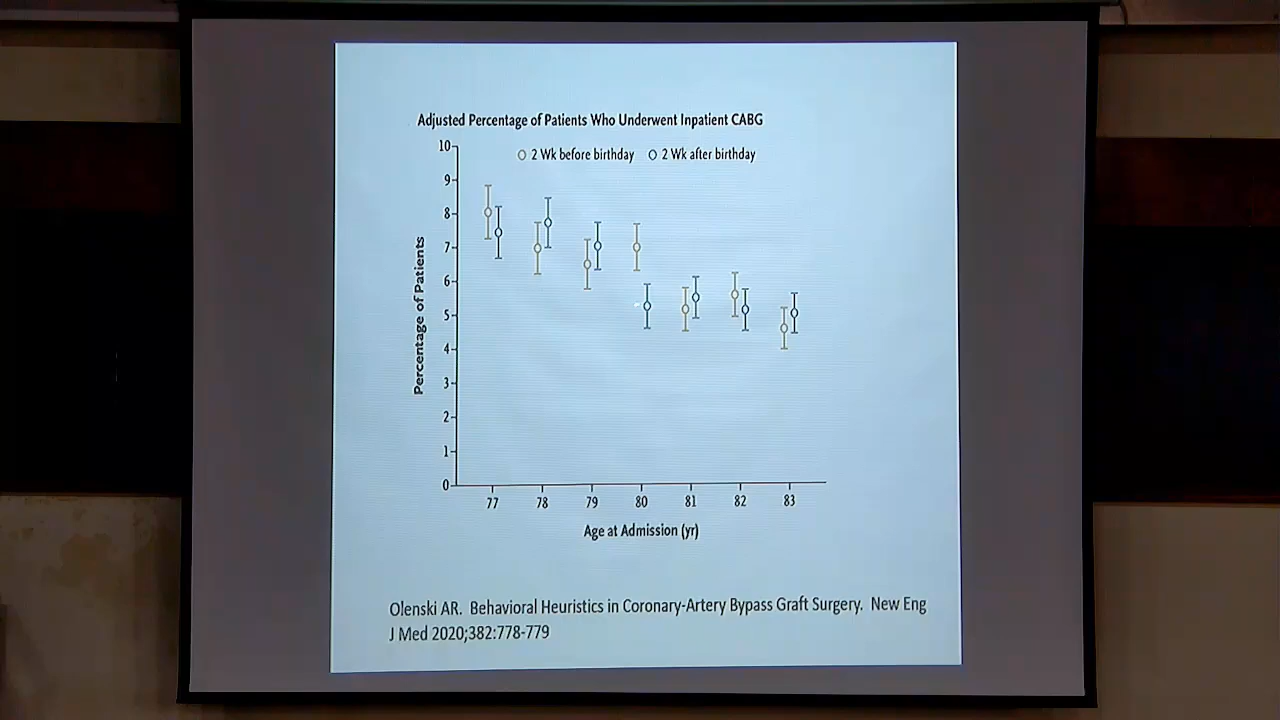 Adjusted Percentage of Patients Who Underwent Inpatient CABG
2 Wk before birthday 2 Wk after birthday
10
9
8
7
6
5
4
3
2
1
0
Percentage of Patients
77 78 79 80 81 82 83
Age at Admission (yr)
Olenski AR. Behavioral Heuristics in Coronary-Artery Bypass Graft Surgery. New Eng
J Med 2020;382:778-779